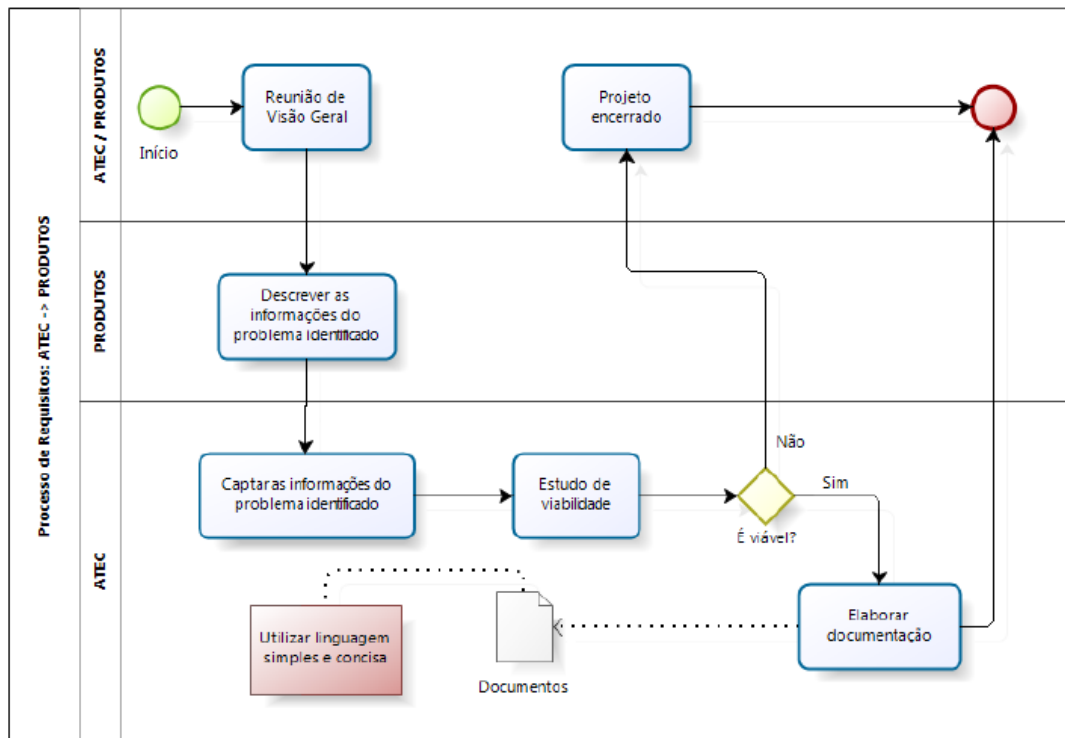 Processo de Requisitos: ATEC -> PRODUTOS
ATEC / PRODUTOS
Início
Reunião de
Visão Geral
Projeto
encerrado
PRODUTOS
Descrever as
informações do
problema identificado
ATEC
Captar as informações do
problema identificado
Estudo de
viabilidade
É viável?
Não
Sim
Elaborar
documentação
Documentos
Utilizar linguagem
simples e concisa